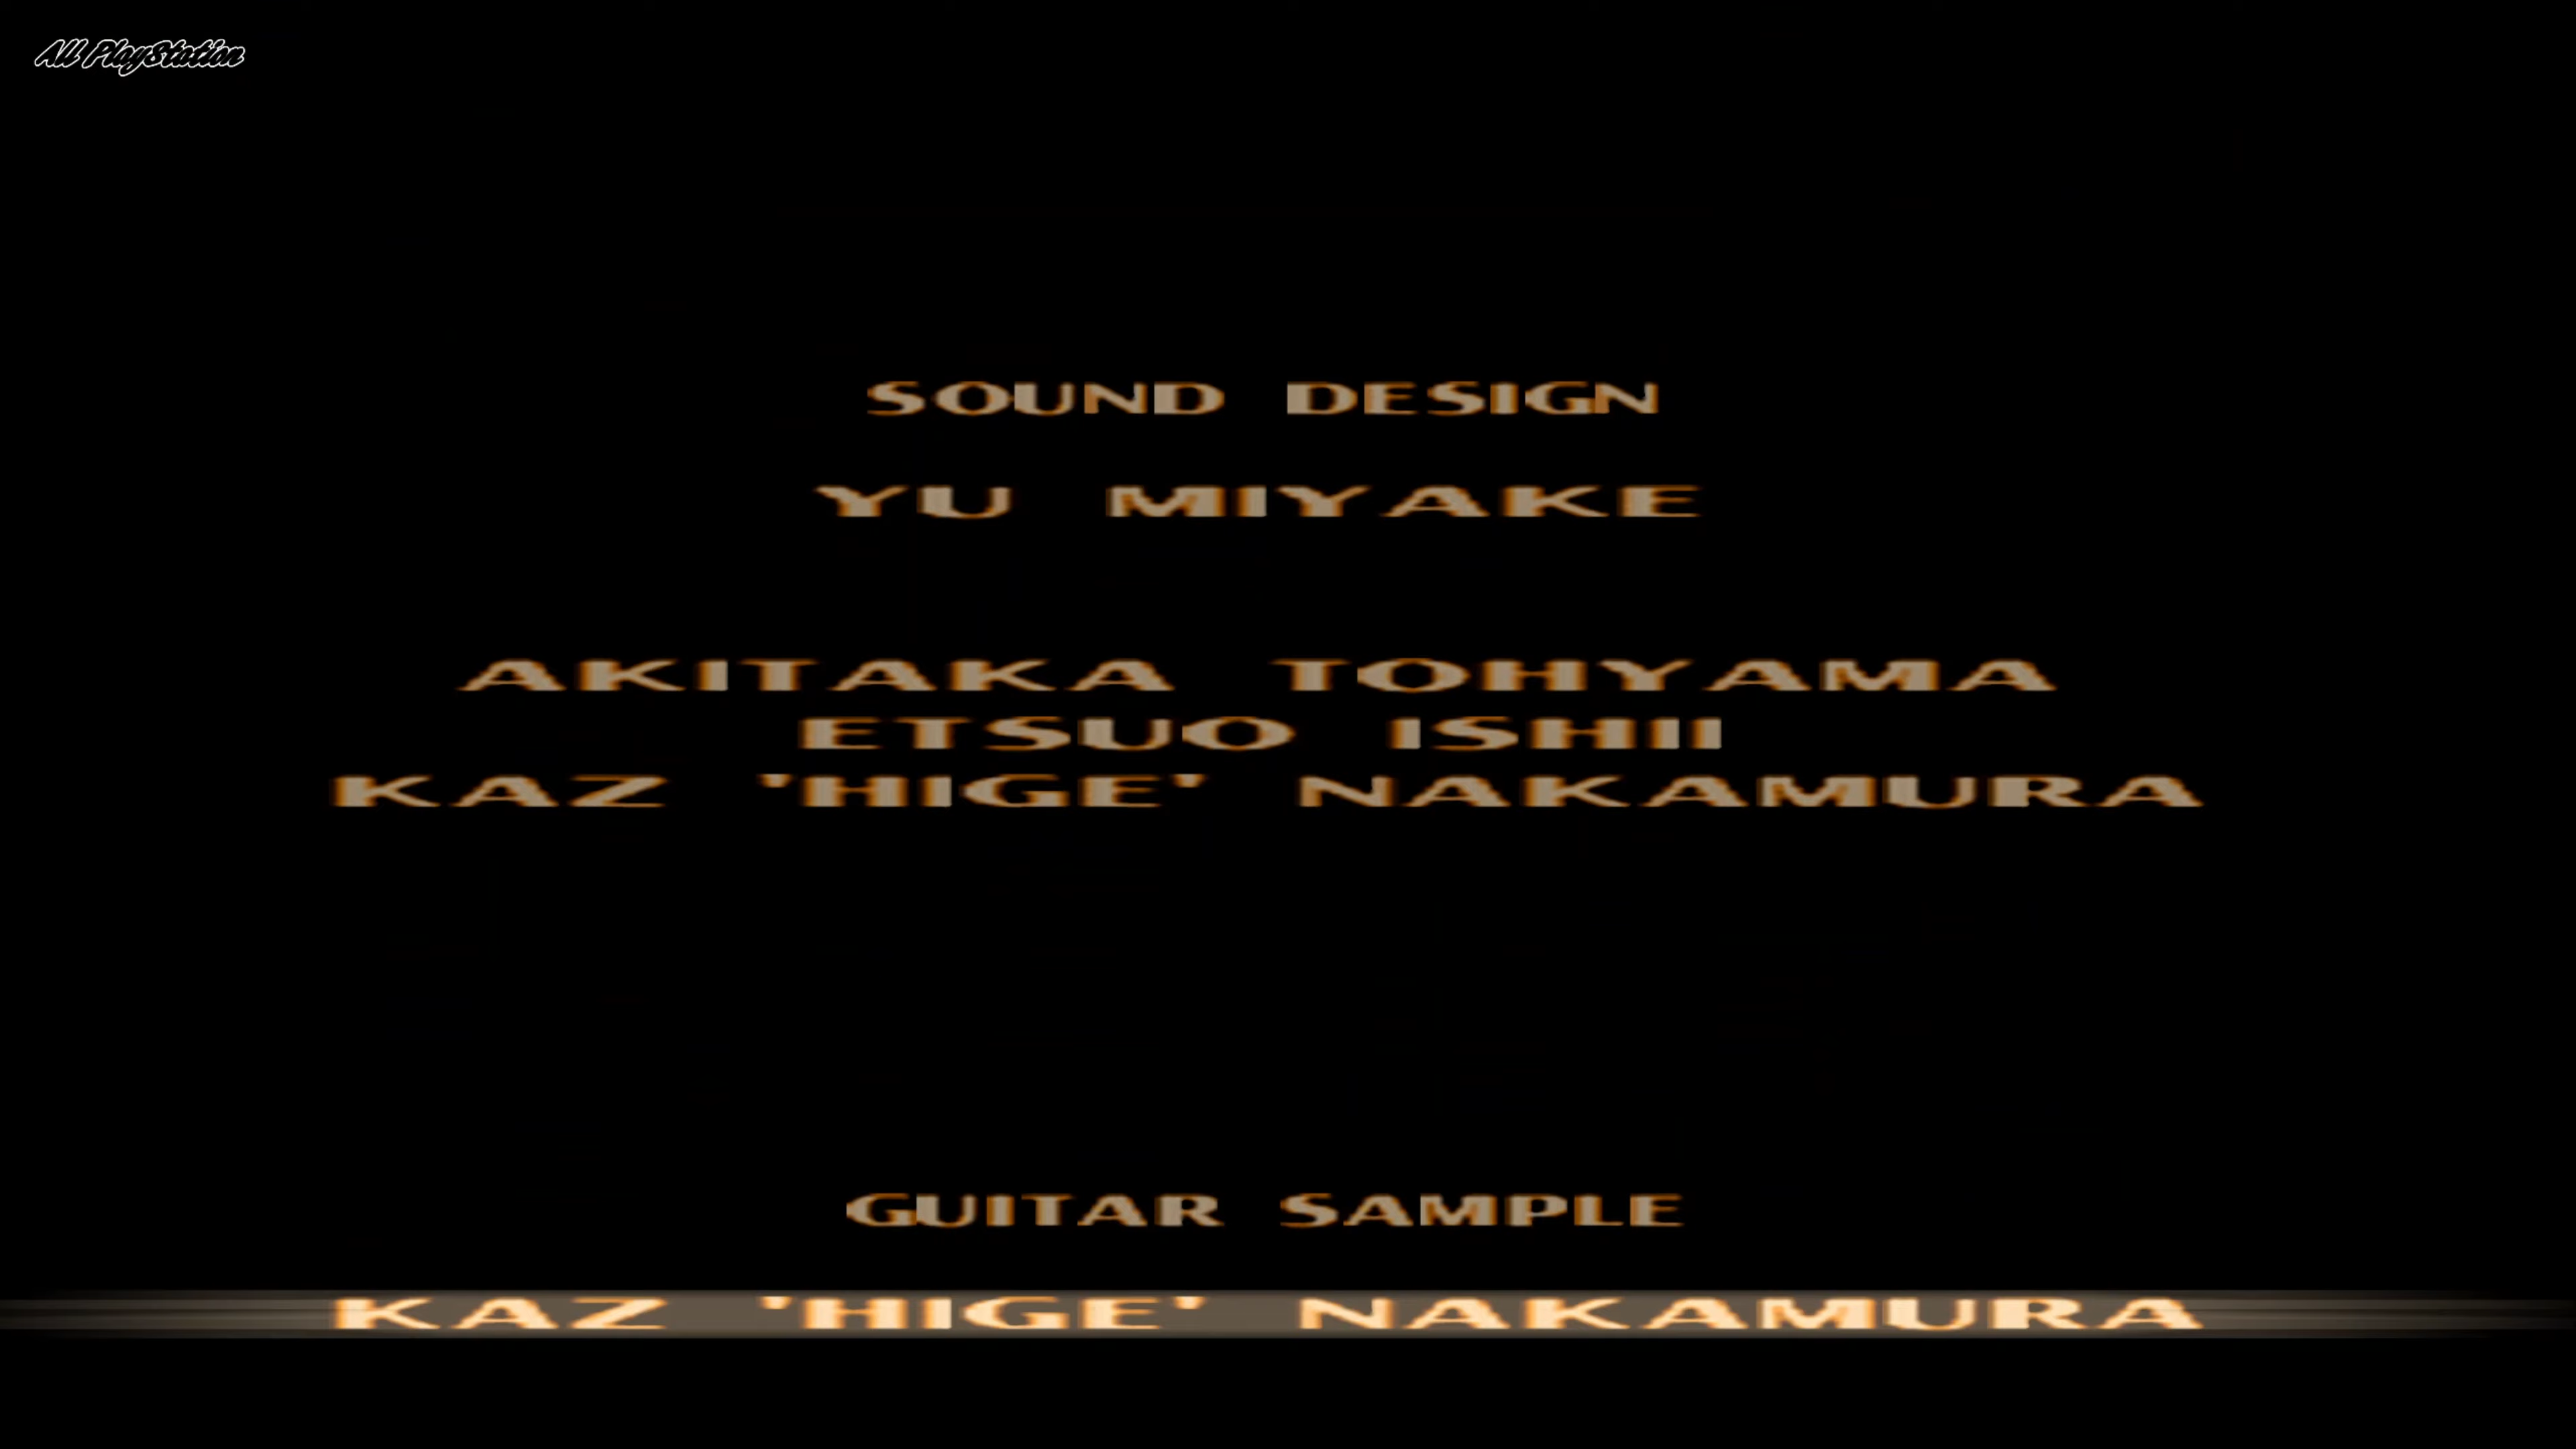 All PlayStation
SOUND DESIGN
YU MIYAKE
AKITAKA TOHYAMA
ETSUO ISHII
KAZ 'HIGE' NAKAMURA
GUITAR SAMPLE
KAZ 'HIGE' NAKAMURA